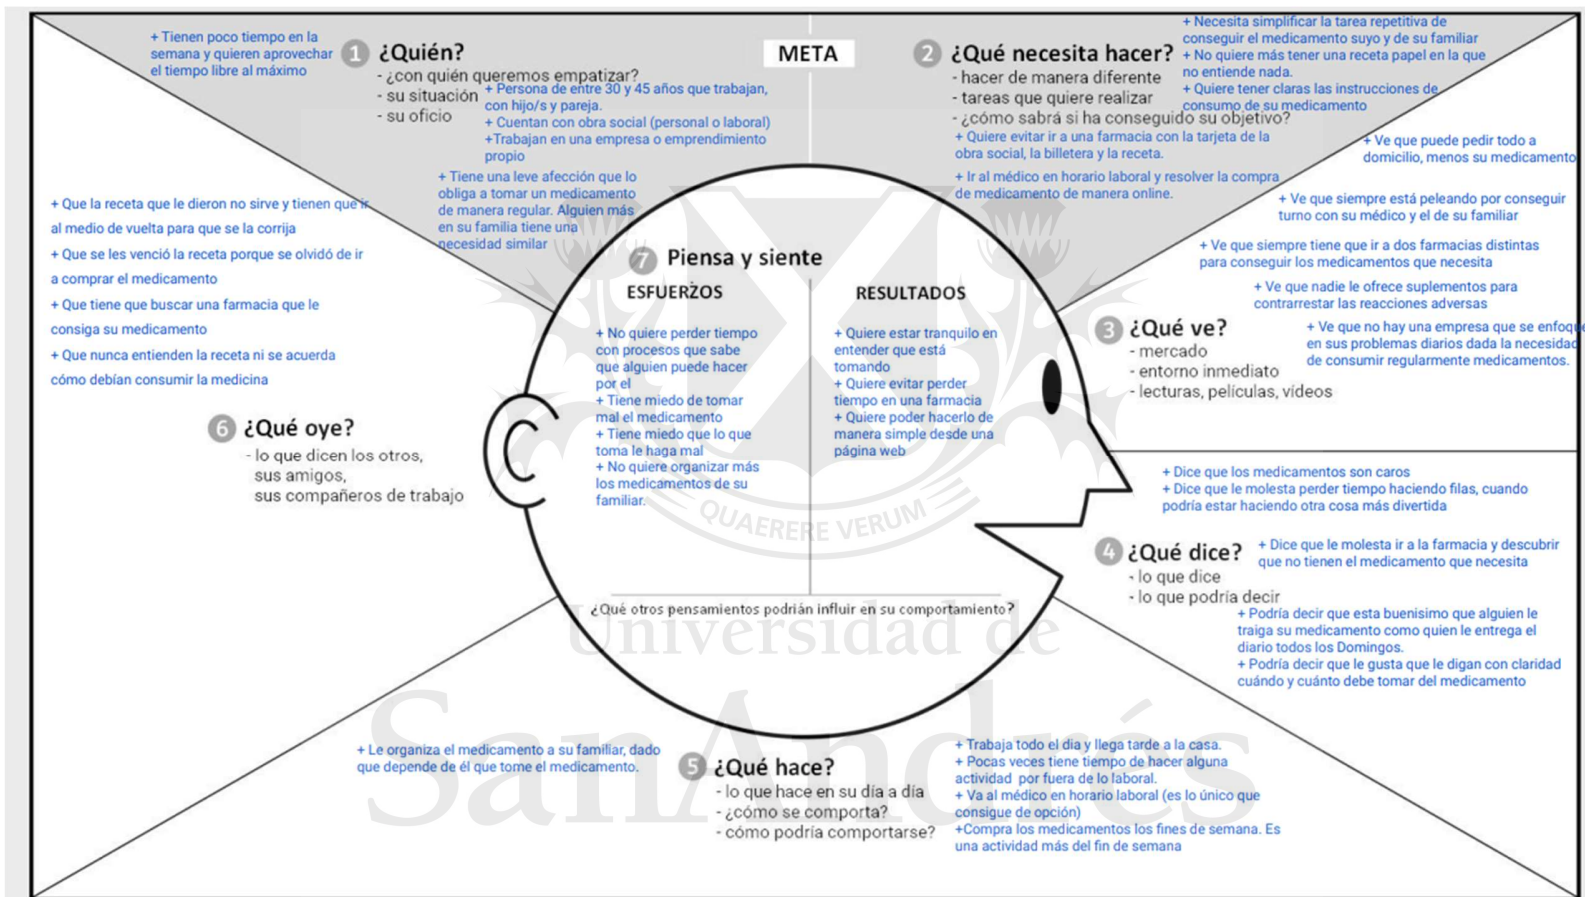 META
1 ¿Quién?
- ¿con quién queremos empatizar?
- su situación
- su oficio
+ Tienen poco tiempo en la
semana y quieren aprovechar
el tiempo libre al máximo
+ Persona de entre 30 y 45 años que trabajan,
con hijo/s y pareja.
+ Cuentan con obra social (personal o laboral)
+Trabajan en una empresa o emprendimiento
propio
+ Tiene una leve afección que lo
obliga a tomar un medicamento
de manera regular. Alguien más
en su familia tiene una
necesidad similar
2 ¿Qué necesita hacer?
- hacer de manera diferente
- tareas que quiere realizar
- ¿cómo sabrá si ha conseguido su objetivo?
+ Necesita simplificar la tarea repetitiva de
conseguir el medicamento suyo y de su familiar
+ No quiere más tener una receta papel en la que
no entiende nada.
+ Quiere tener claras las instrucciones de
consumo de su medicamento
+ Quiere evitar ir a una farmacia con la tarjeta de la
obra social, la billetera y la receta.
+ Ir al médico en horario laboral y resolver la compra
de medicamento de manera online.
3 ¿Qué ve?
- mercado
- entorno inmediato
- lecturas, películas, vídeos
+ Ve que puede pedir todo a
domicilio, menos su medicamento
+ Ve que siempre está peleando por conseguir
turno con su médico y el de su familiar
+ Ve que siempre tiene que ir a dos farmacias distintas
para conseguir los medicamentos que necesita
+ Ve que nadie le ofrece suplementos para
contrarrestar las reacciones adversas
+ Ve que no hay una empresa que se enfoque
en sus problemas diarios dada la necesidad
de consumir regularmente medicamentos.
4 ¿Qué dice?
- lo que dice
- lo que podría decir
+ Dice que los medicamentos son caros
+ Dice que le molesta perder tiempo haciendo filas, cuando
podría estar haciendo otra cosa más divertida
+ Dice que le molesta ir a la farmacia y descubrir
que no tienen el medicamento que necesita
+ Podría decir que esta buenisimo que alguien le
traiga su medicamento como quien le entrega el
diario todos los Domingos.
+ Podría decir que le gusta que le digan con claridad
cuándo y cuánto debe tomar del medicamento
5 ¿Qué hace?
- lo que hace en su día a día
- ¿cómo se comporta?
- cómo podría comportarse?
+ Le organiza el medicamento a su familiar, dado
que depende de él que tome el medicamento.
+ Trabaja todo el dia y llega tarde a la casa.
+ Pocas veces tiene tiempo de hacer alguna
actividad por fuera de lo laboral.
+ Va al médico en horario laboral (es lo único que
consigue de opción)
+Compra los medicamentos los fines de semana. Es
una actividad más del fin de semana
6 ¿Qué oye?
- lo que dicen los otros,
sus amigos,
sus compañeros de trabajo
+ Que la receta que le dieron no sirve y tienen que ir
al medio de vuelta para que se la corrija
+ Que se les venció la receta porque se olvidó de ir
a comprar el medicamento
+ Que tiene que buscar una farmacia que le
consiga su medicamento
+ Que nunca entienden la receta ni se acuerda
cómo debían consumir la medicina
7 Piensa y siente
ESFUERZOS
+ No quiere perder tiempo
con procesos que sabe
que alguien puede hacer
por el
+ Tiene miedo de tomar
mal el medicamento
+ Tiene miedo que lo que
toma le haga mal
+ No quiere organizar más
los medicamentos de su
familiar.
RESULTADOS
+ Quiere estar tranquilo en
entender que está
tomando
+ Quiere evitar perder
tiempo en una farmacia
+ Quiere poder hacerlo de
manera simple desde una
página web
¿Qué otros pensamientos podrián influir en su comportamiento?
QUAERERE VERUM
Universidad de
SanAndrés